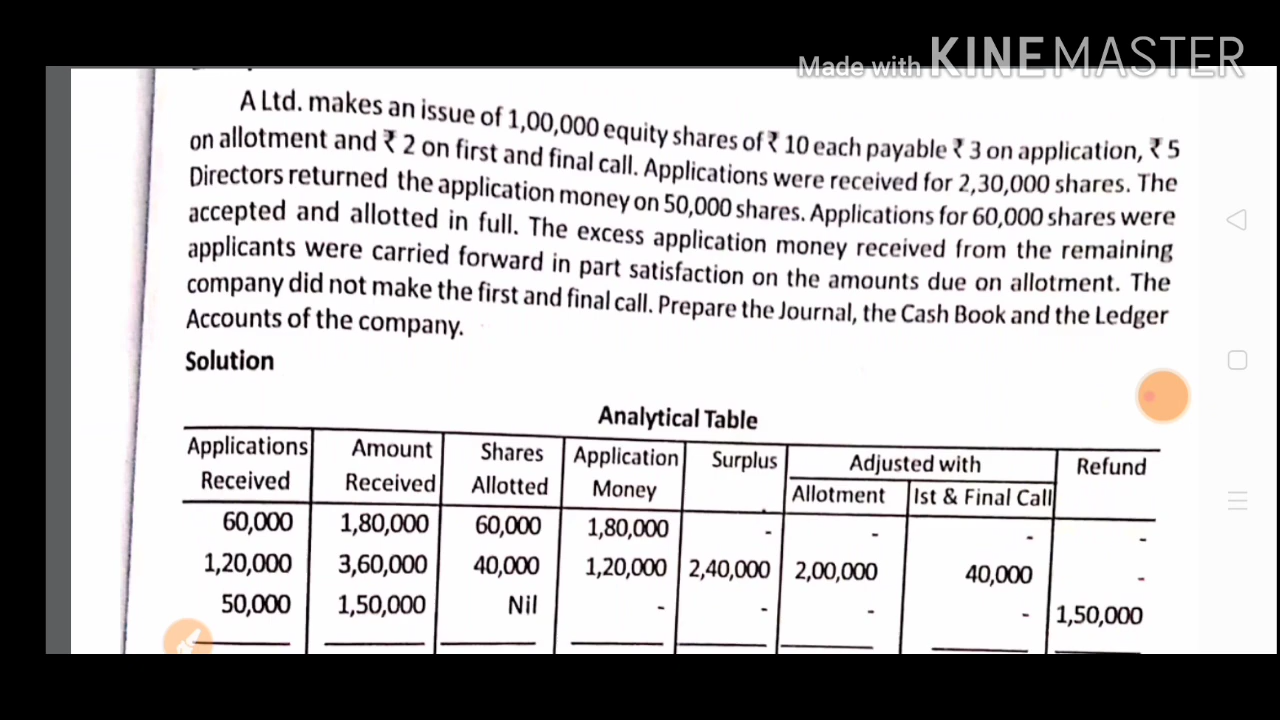 Made with KINEMASTER
A Ltd. makes an issue of 1,00,000 equity shares of ₹ 10 each payable ₹ 3 on application, ₹ 5
on allotment and ₹ 2 on first and final call. Applications were received for 2,30,000 shares. The
Directors returned the application money on 50,000 shares. Applications for 60,000 shares were
accepted and allotted in full. The excess application money received from the remaining
applicants were carried forward in part satisfaction on the amounts due on allotment. The
company did not make the first and final call. Prepare the Journal, the Cash Book and the Ledger
Accounts of the company.
Solution
Analytical Table
Applications Amount Shares Application Surplus Adjusted with Refund
Received Received Allotted Money Allotment Ist & Final Call
60,000 1,80,000 60,000 1,80,000 - - - -
1,20,000 3,60,000 40,000 1,20,000 2,40,000 2,00,000 40,000 -
50,000 1,50,000 Nil - - - - 1,50,000